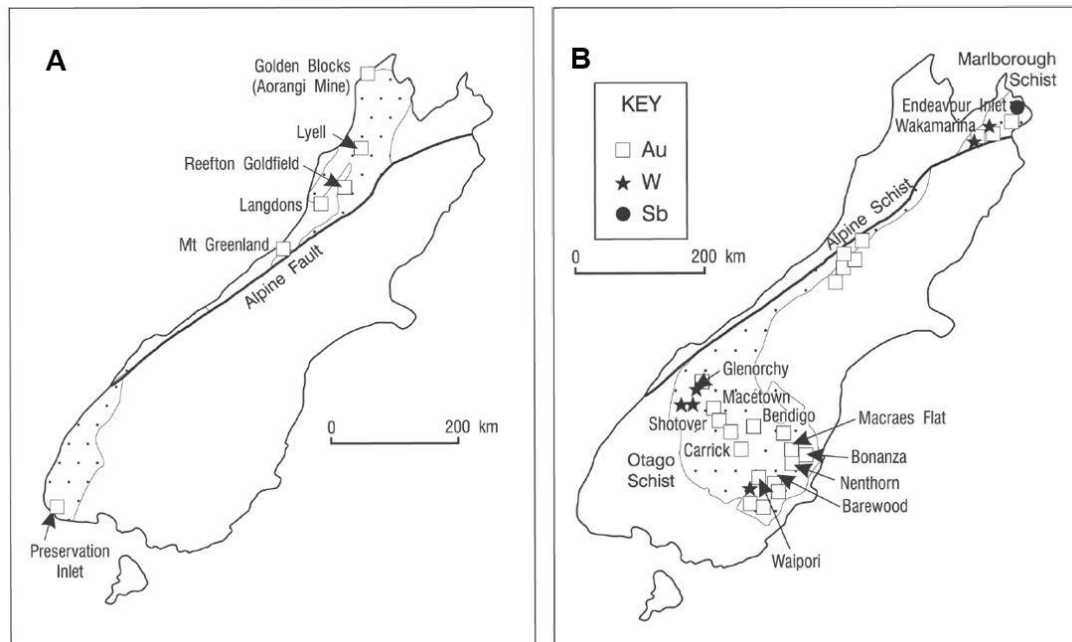 A
Golden Blocks
(Aorangi Mine)
Lyell
Reefton Goldfield
Langdons
Mt Greenland
Alpine Fault
0
200 km
Preservation
Inlet
B
KEY
Au
W
Sb
0
200 km
Marlborough
Schist
Endeavour Inlet
Wakamarina
Alpine Schist
Glenorchy
Macetown
Shotover
Bendigo
Carrick
Macraes Flat
Bonanza
Otago
Schist
Nenthorn
Barewood
Waipori